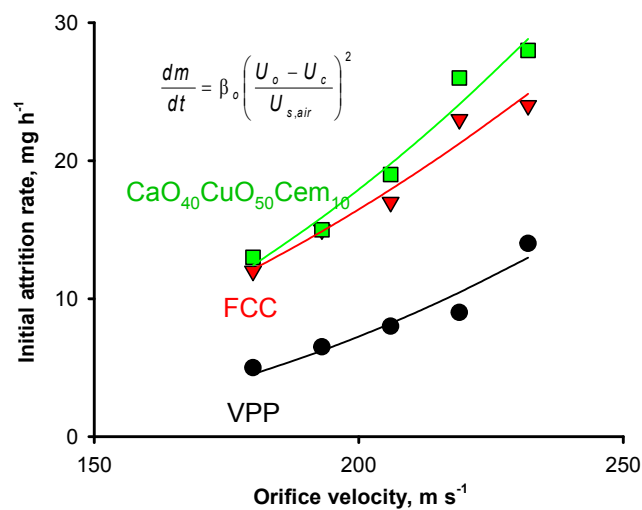 30
dm/dt = β_o((U_o − U_c)/U_{s,air})^2
20
CaO₄₀CuO₅₀Cem₁₀
10
FCC
VPP
0
150 200 250
Initial attrition rate, mg h⁻¹
Orifice velocity, m s⁻¹